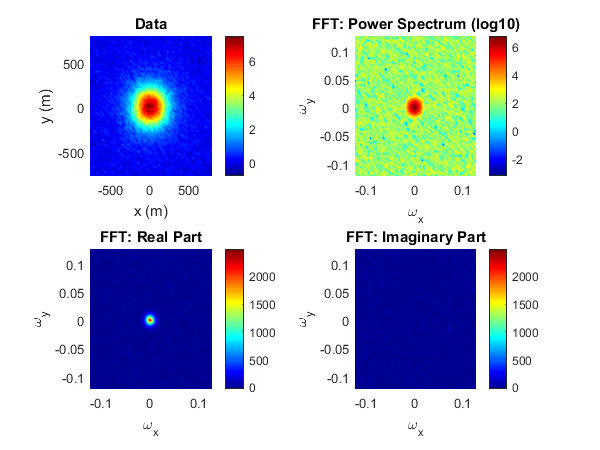 Data
FFT: Power Spectrum (log10)
500
0
-500
y (m)
-500 0 500
x (m)
6
4
2
0
0.1
0.05
0
-0.05
-0.1
ω_y
-0.1 0 0.1
ω_x
6
4
2
0
-2
FFT: Real Part
FFT: Imaginary Part
0.1
0.05
0
-0.05
-0.1
ω_y
-0.1 0 0.1
ω_x
2000
1500
1000
500
0
0.1
0.05
0
-0.05
-0.1
ω_y
-0.1 0 0.1
ω_x
2000
1500
1000
500
0